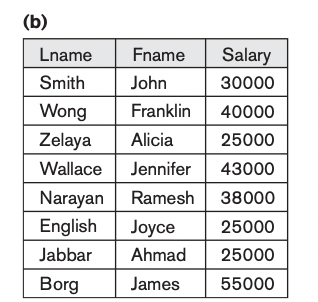 (b)
Lname Fname Salary
Smith John 30000
Wong Franklin 40000
Zelaya Alicia 25000
Wallace Jennifer 43000
Narayan Ramesh 38000
English Joyce 25000
Jabbar Ahmad 25000
Borg James 55000